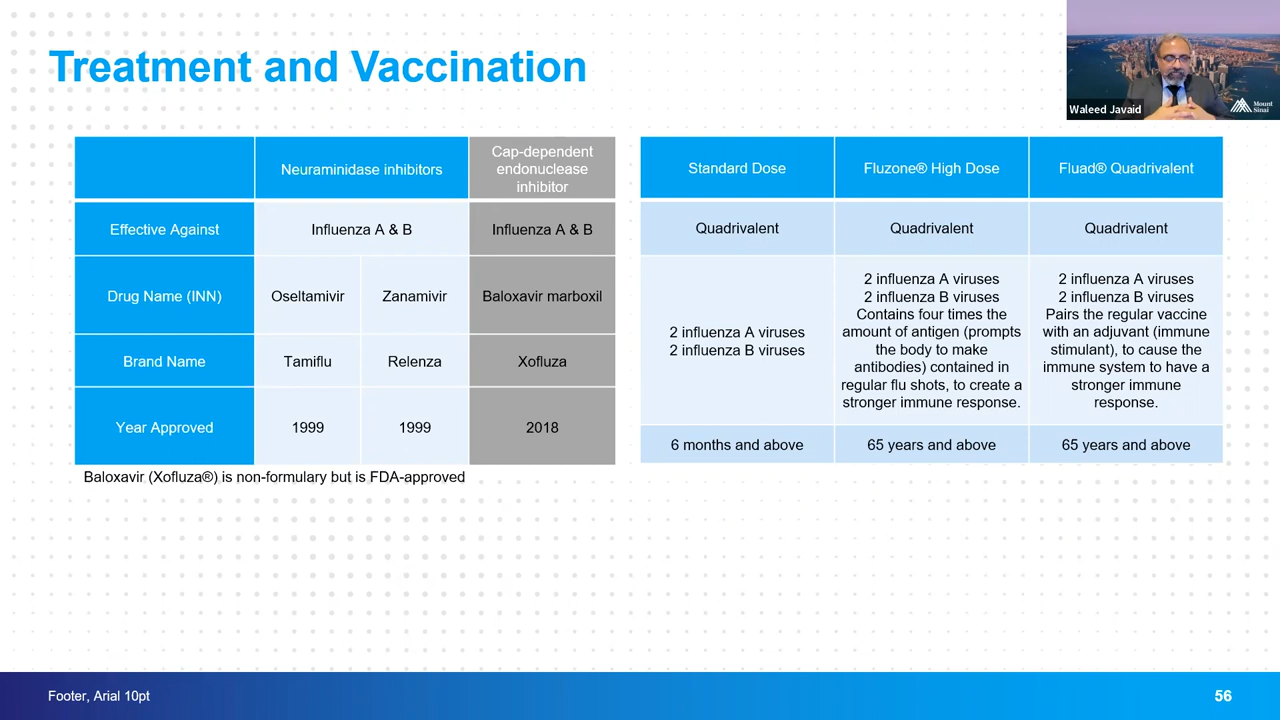 Treatment and Vaccination
Waleed Javaid
Mount
Sinai
Neuraminidase inhibitors
Cap-dependent
endonuclease
inhibitor
Effective Against
Influenza A & B
Influenza A & B
Drug Name (INN)
Oseltamivir
Zanamivir
Baloxavir marboxil
Brand Name
Tamiflu
Relenza
Xofluza
Year Approved
1999
1999
2018
Baloxavir (Xofluza®) is non-formulary but is FDA-approved
Standard Dose
Fluzone® High Dose
Fluad® Quadrivalent
Quadrivalent
Quadrivalent
Quadrivalent
2 influenza A viruses
2 influenza B viruses
2 influenza A viruses
2 influenza B viruses
Contains four times the
amount of antigen (prompts
the body to make
antibodies) contained in
regular flu shots, to create a
stronger immune response.
2 influenza A viruses
2 influenza B viruses
Pairs the regular vaccine
with an adjuvant (immune
stimulant), to cause the
immune system to have a
stronger immune
response.
6 months and above
65 years and above
65 years and above
Footer, Arial 10pt
56